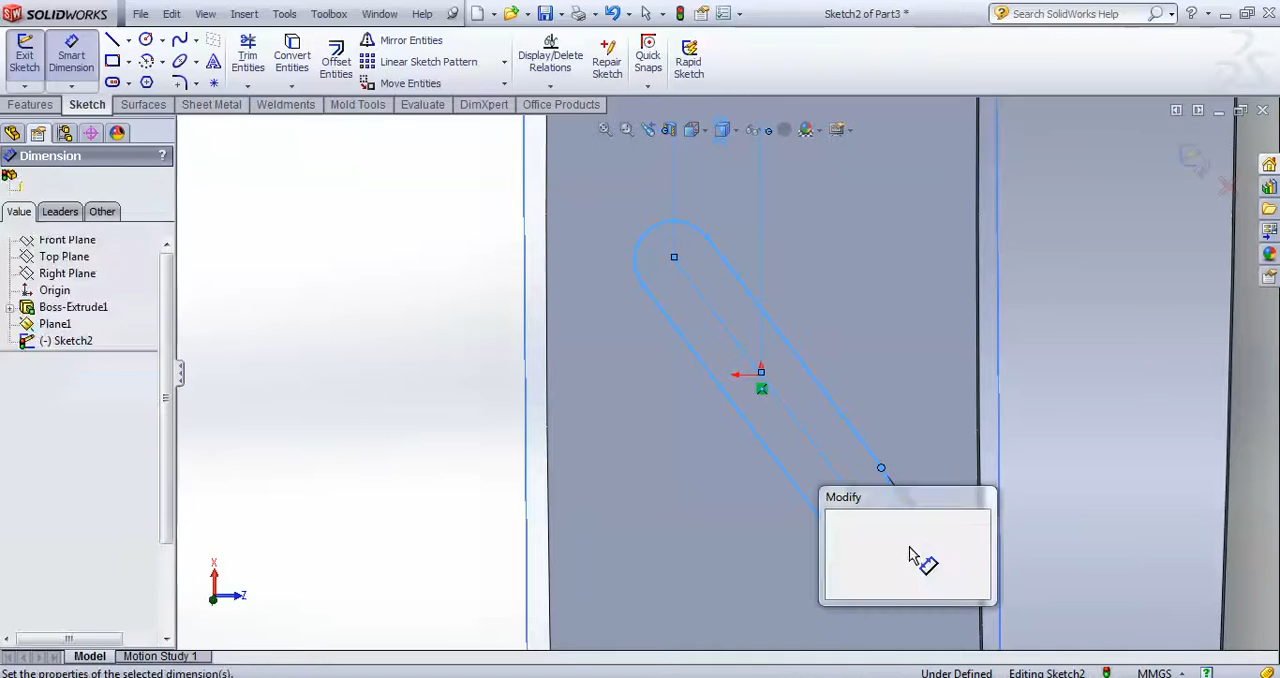 SOLIDWORKS File Edit View Insert Tools Toolbox Window Help Sketch2 of Part3 * Search SolidWorks Help
Exit Sketch
Smart Dimension
Trim Entities
Convert Entities
Offset Entities
Mirror Entities
Linear Sketch Pattern
Move Entities
Display/Delete Relations
Repair Sketch
Quick Snaps
Rapid Sketch
Features Sketch Surfaces Sheet Metal Weldments Mold Tools Evaluate DimXpert Office Products
Dimension ?
Value Leaders Other
Front Plane
Top Plane
Right Plane
Origin
Boss-Extrude1
Plane1
(-) Sketch2
Modify
X
Z
Model Motion Study 1
Set the properties of the selected dimension(s). Under Defined Editing Sketch2 MMGS ?